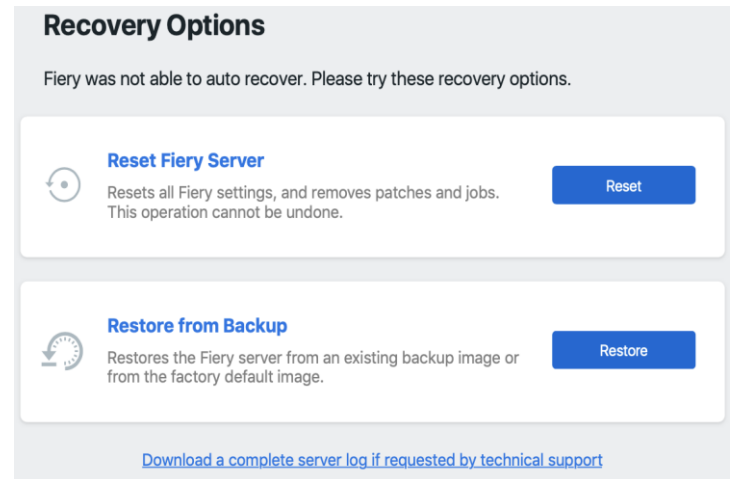 Recovery Options
Fiery was not able to auto recover. Please try these recovery options.
Reset Fiery Server
Resets all Fiery settings, and removes patches and jobs.
This operation cannot be undone.
Reset
Restore from Backup
Restores the Fiery server from an existing backup image or
from the factory default image.
Restore
Download a complete server log if requested by technical support